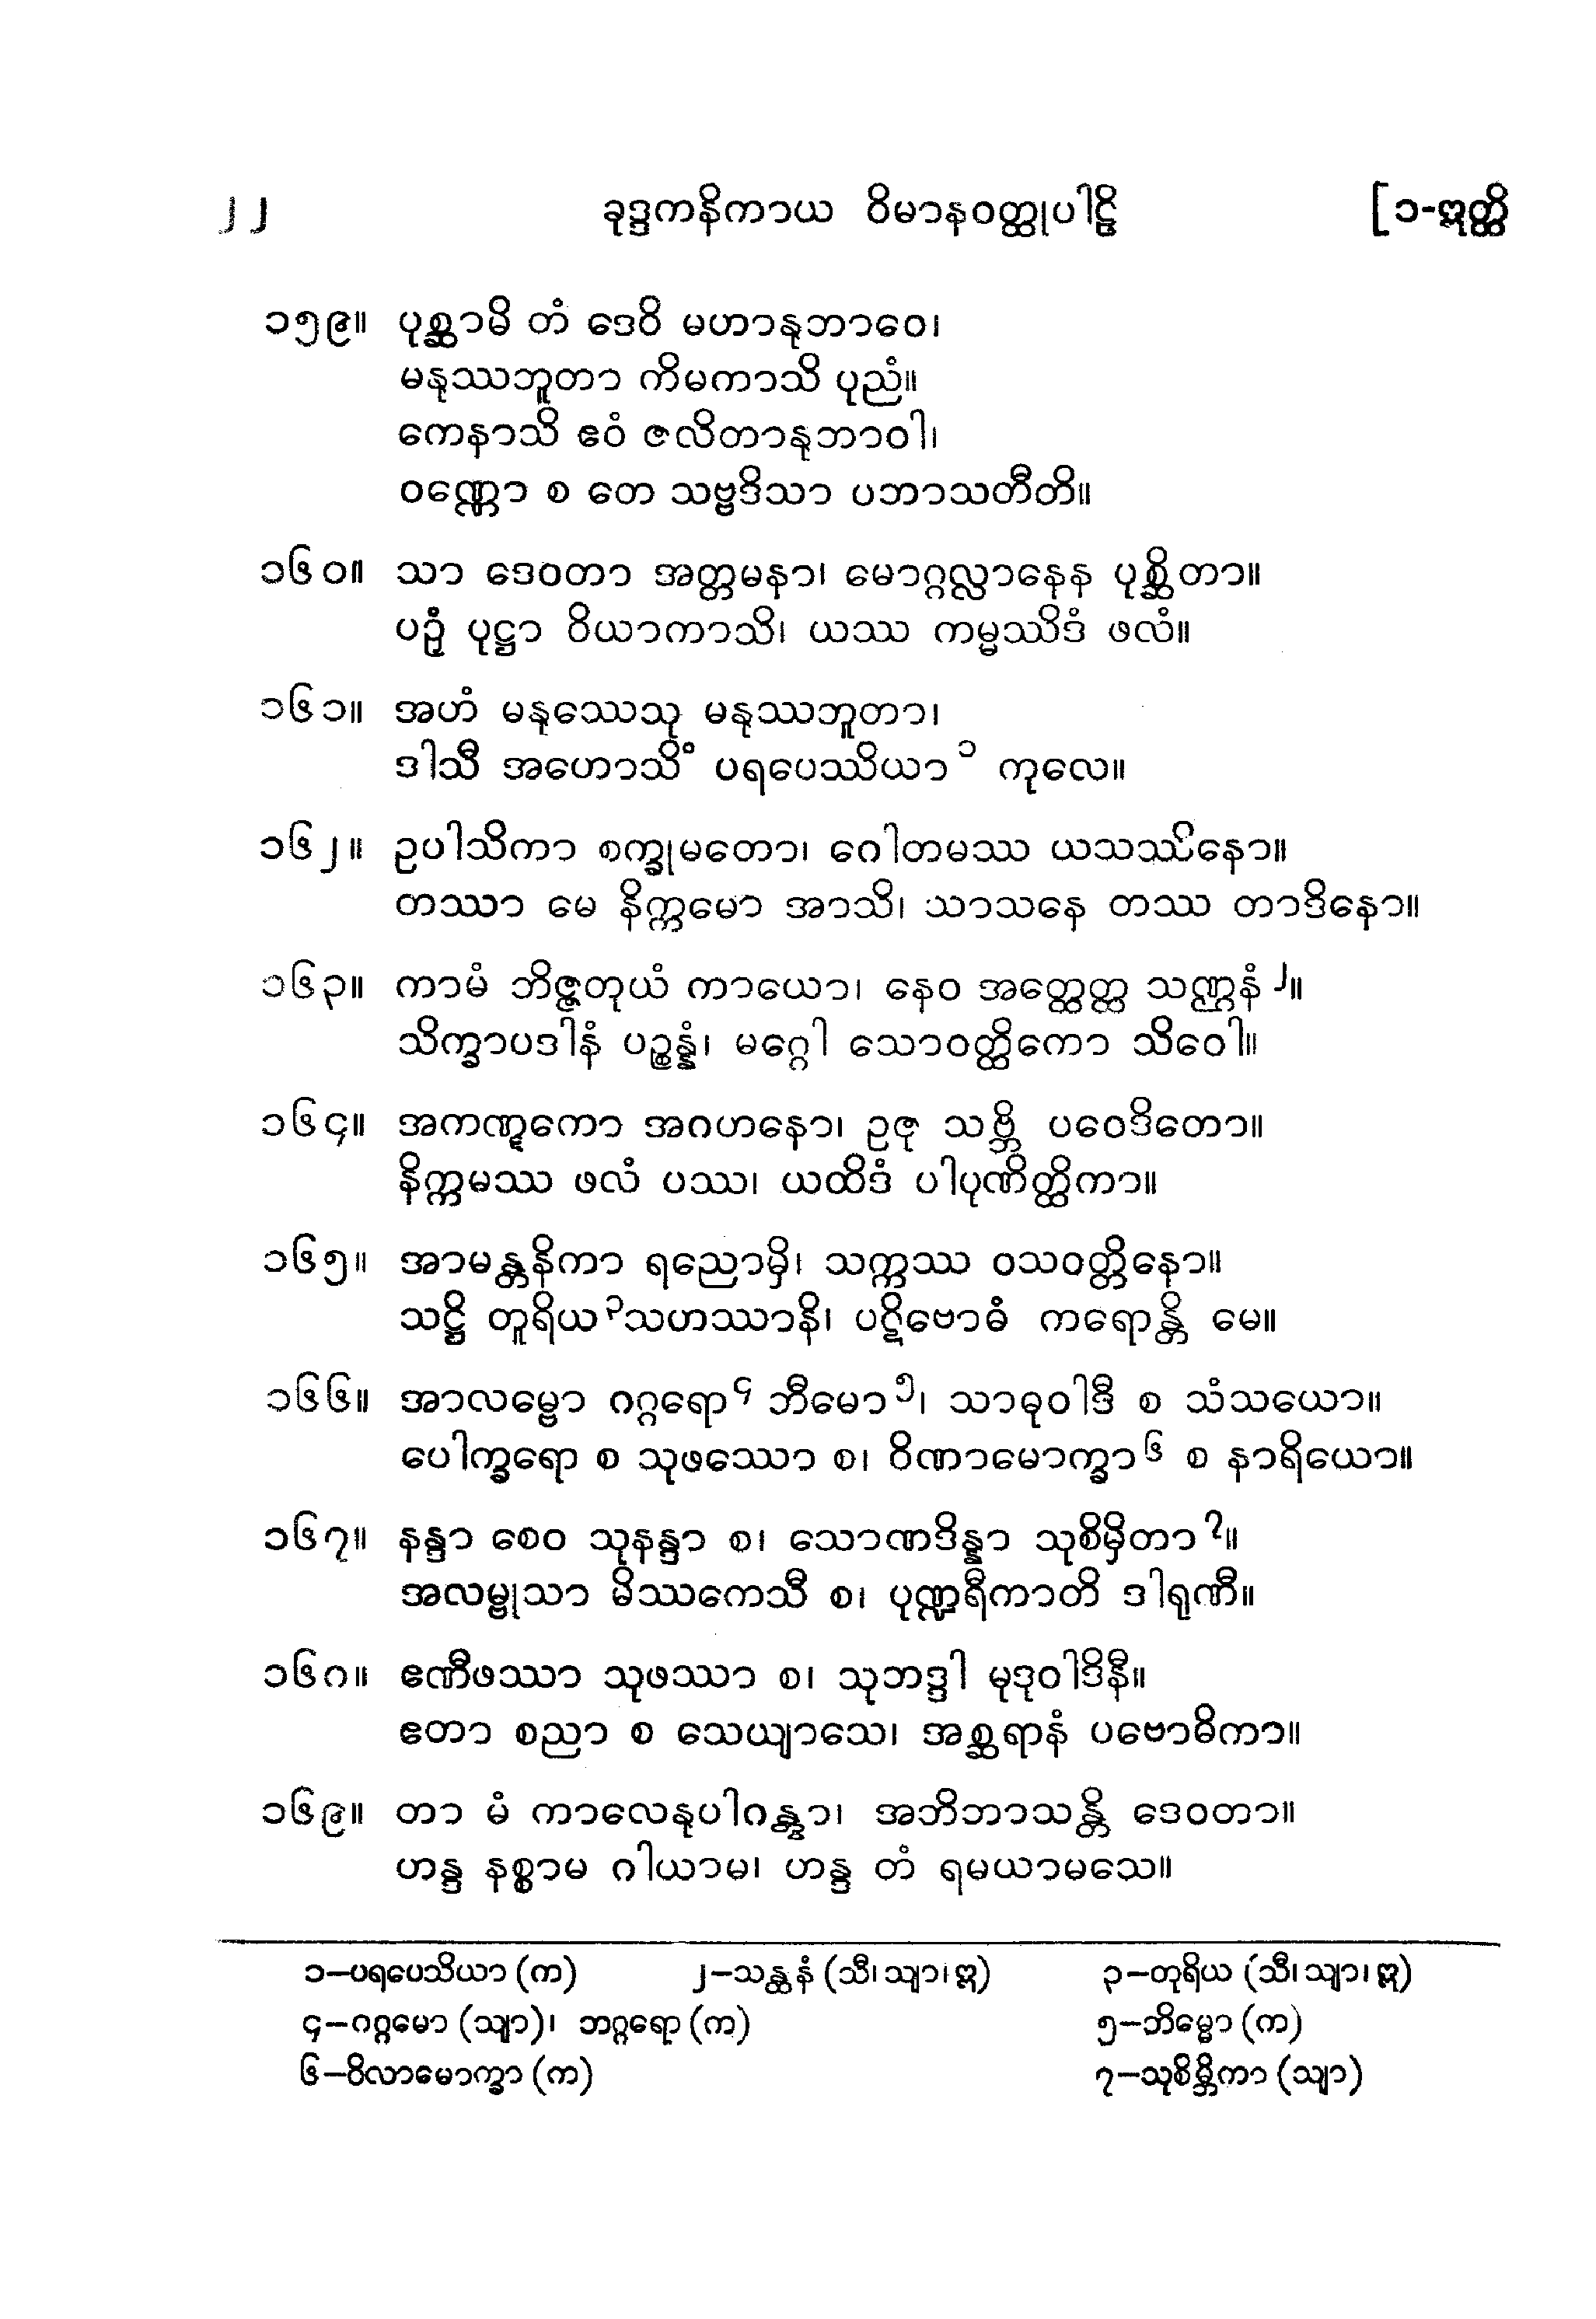 ၂၂ ခုဒ္ဒကနိကာယ ဝိမာနဝတ္ထုပါဠိ [၁-ဣတ္ထိ
၁၅၉။ ပုစ္ဆာမိ တံ ဒေဝိ မဟာနုဘာဝေ၊
မနုဿဘူတာ ကိမကာသိ ပုညံ။
ကေနာသိ ဧဝံ ဇလိတာနုဘာဝါ၊
ဝဏ္ဏော စ တေ သဗ္ဗဒိသာ ပဘာသတီတိ။
၁၆၀။ သာ ဒေဝတာ အတ္တမနာ၊ မောဂ္ဂလ္လာနေန ပုစ္ဆိတာ။
ပဉှံ ပုဋ္ဌာ ဝိယာကာသိ၊ ယဿ ကမ္မဿိဒံ ဖလံ။
၁၆၁။ အဟံ မနုဿေသု မနုဿဘူတာ၊
ဒါသီ အဟောသိံ ပရပေဿိယာ ၁ ကုလေ။
၁၆၂။ ဥပါသိကာ စက္ခုမတော၊ ဂေါတမဿ ယသဿိနော။
တဿာ မေ နိက္ကမော အာသိ၊ သာသနေ တဿ တာဒိနော။
၁၆၃။ ကာမံ ဘိဇ္ဇတုယံ ကာယော၊ နေဝ အတ္ထေတ္ထ သဏ္ဌနံ ၂။
သိက္ခာပဒါနံ ပဉ္စန္နံ၊ မဂ္ဂေါ သောဝတ္ထိကော သိဝေါ။
၁၆၄။ အကဏ္ဋကော အဂဟနော၊ ဥဇု သဗ္ဘိ ပဝေဒိတော။
နိက္ကမဿ ဖလံ ပဿ၊ ယထိဒံ ပါပုဏိတ္ထိကာ။
၁၆၅။ အာမန္တနိကာ ရညောမှိ၊ သက္ကဿ ဝသဝတ္တိနော။
သဋ္ဌိ တူရိယ ၃သဟဿာနိ၊ ပဋိဗောဓံ ကရောန္တိ မေ။
၁၆၆။ အာလမ္ဗော ဂဂ္ဂရော ၄ ဘီမော ၅၊ သာဓုဝါဒီ စ သံသယော။
ပေါက္ခရော စ သုဖဿော စ၊ ဝိဏာမောက္ခာ ၆ စ နာရိယော။
၁၆၇။ နန္ဒာ စေဝ သုနန္ဒာ စ၊ သောဏဒိန္နာ သုစိမှိတာ ၇။
အလမ္ဗုသာ မိဿကေသီ စ၊ ပုဏ္ဍရီကာတိ ဒါရုဏီ။
၁၆၈။ ဧဏီဖဿာ သုဖဿာ စ၊ သုဘဒ္ဒါ မုဒုဝါဒိနီ။
ဧတာ စညာ စ သေယျာသေ၊ အစ္ဆရာနံ ပဗောဓိကာ။
၁၆၉။ တာ မံ ကာလေနုပါဂန္တွာ၊ အဘိဘာသန္တိ ဒေဝတာ။
ဟန္ဒ နစ္စာမ ဂါယာမ၊ ဟန္ဒ တံ ရမယာမသေ။
၁–ပရပေသိယာ (က) ၂–သန္ထနံ (သီ၊ သျာ၊ ဣ) ၃–တုရိယ (သီ၊ သျာ၊ ဣ)
၄–ဂဂ္ဂမော (သျာ)၊ ဘဂ္ဂရော (က) ၅–ဘိမ္မော (က)
၆–ဝိလာမောက္ခာ (က) ၇–သုစိမ္ဘိကာ (သျာ)